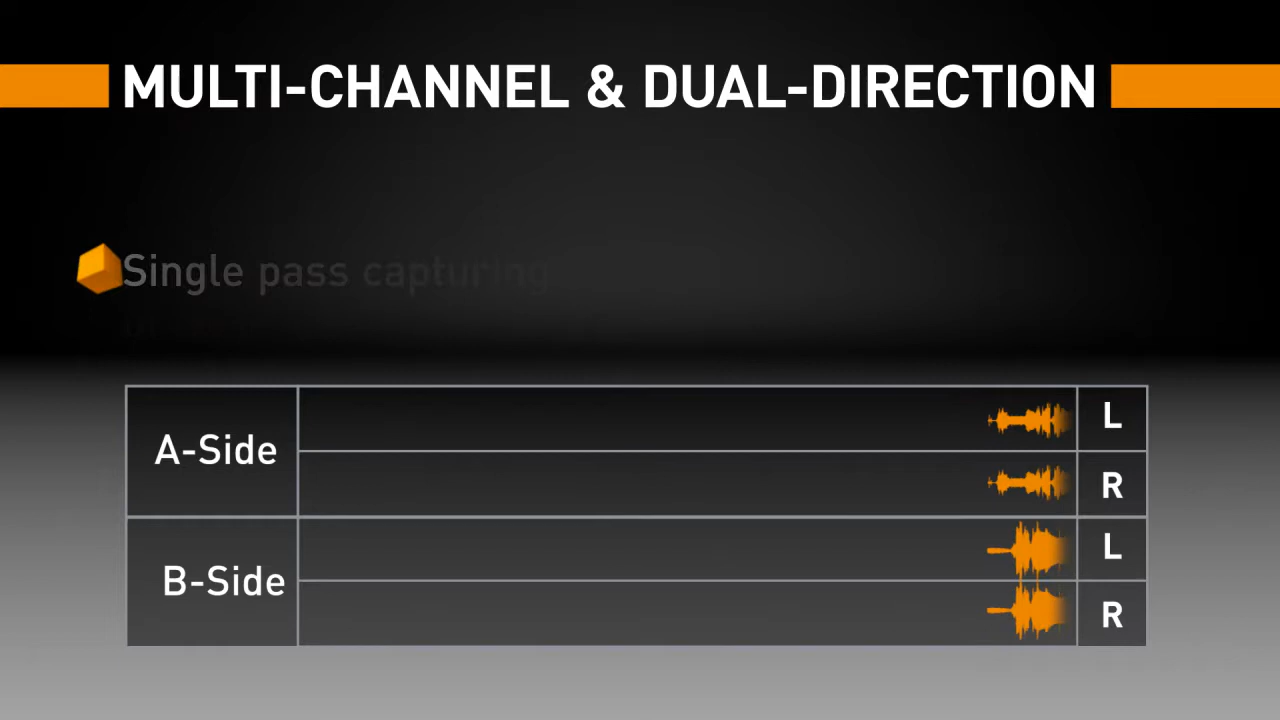 MULTI-CHANNEL & DUAL-DIRECTION
Single pass capturing
A-Side
L
R
B-Side
L
R